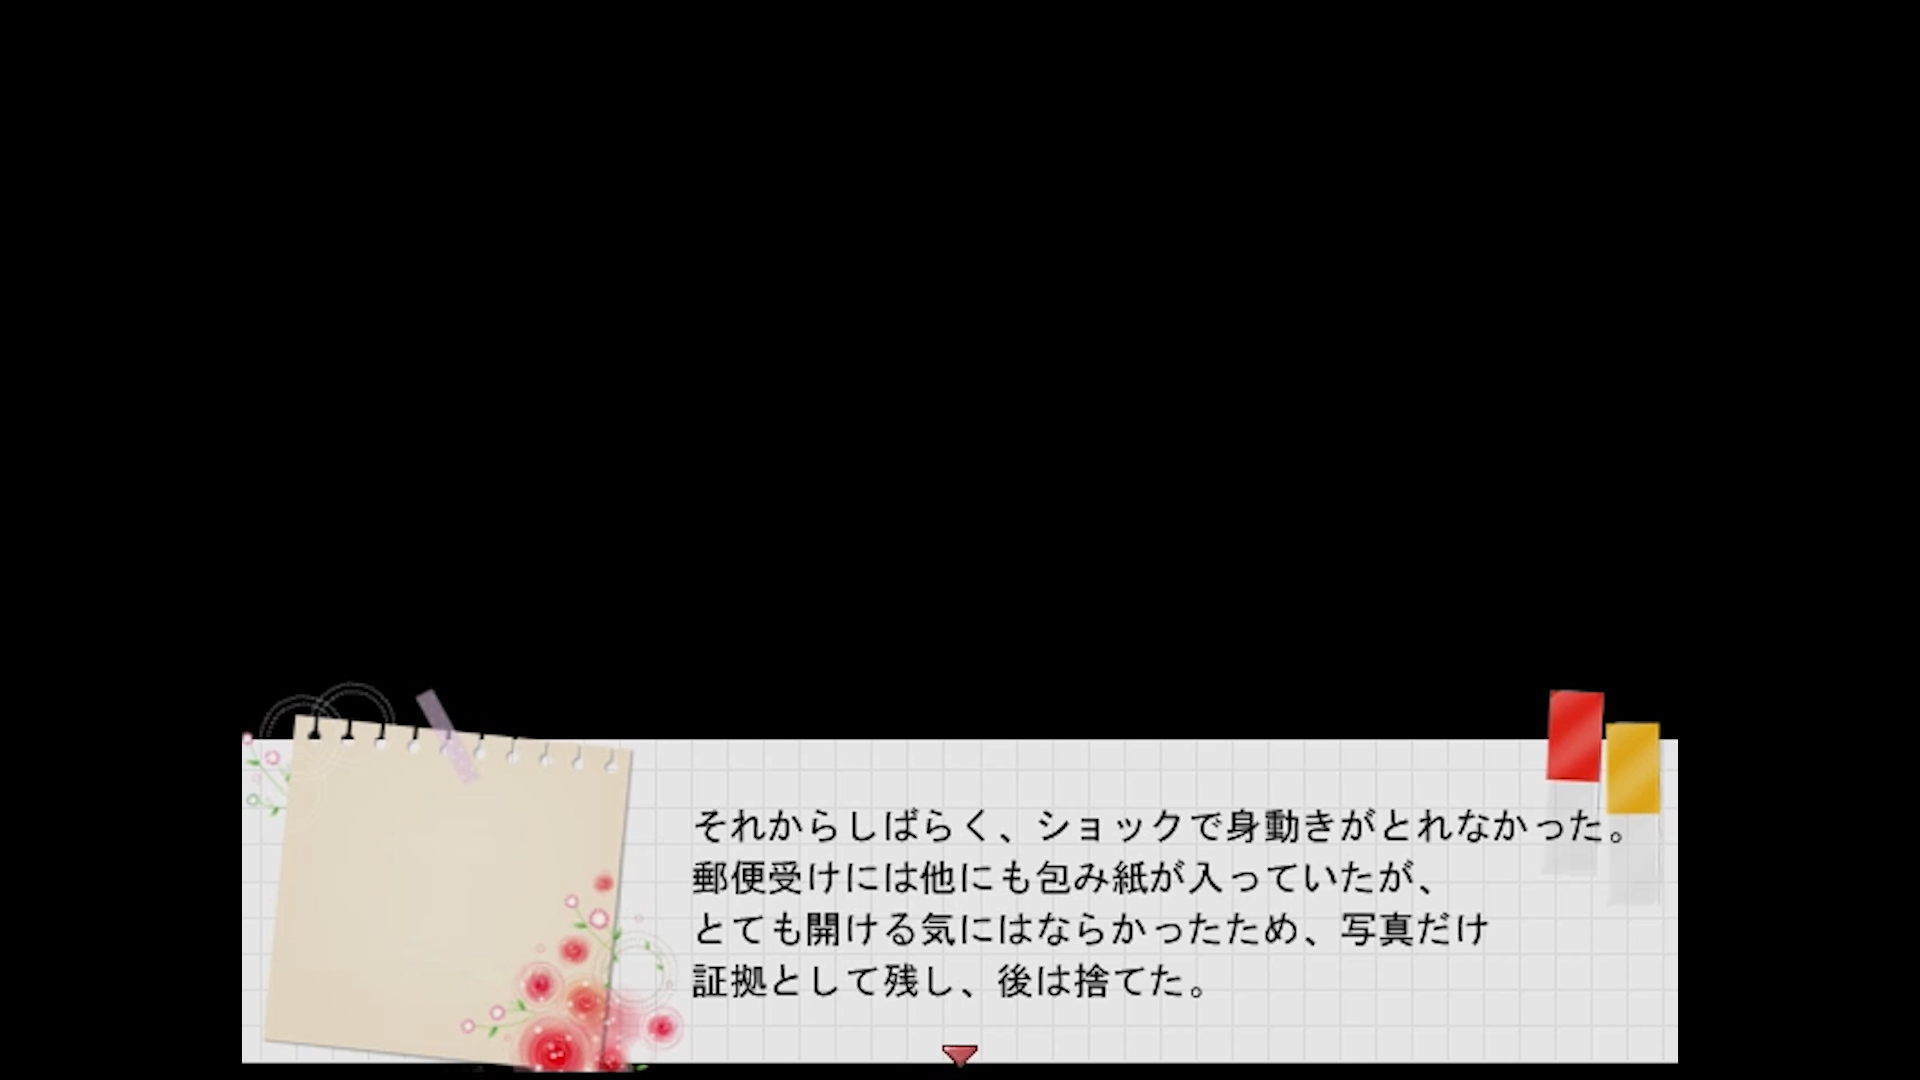 それからしばらく、ショックで身動きがとれなかった。
郵便受けには他にも包み紙が入っていたが、
とても開ける気にはならかったため、写真だけ
証拠として残し、後は捨てた。